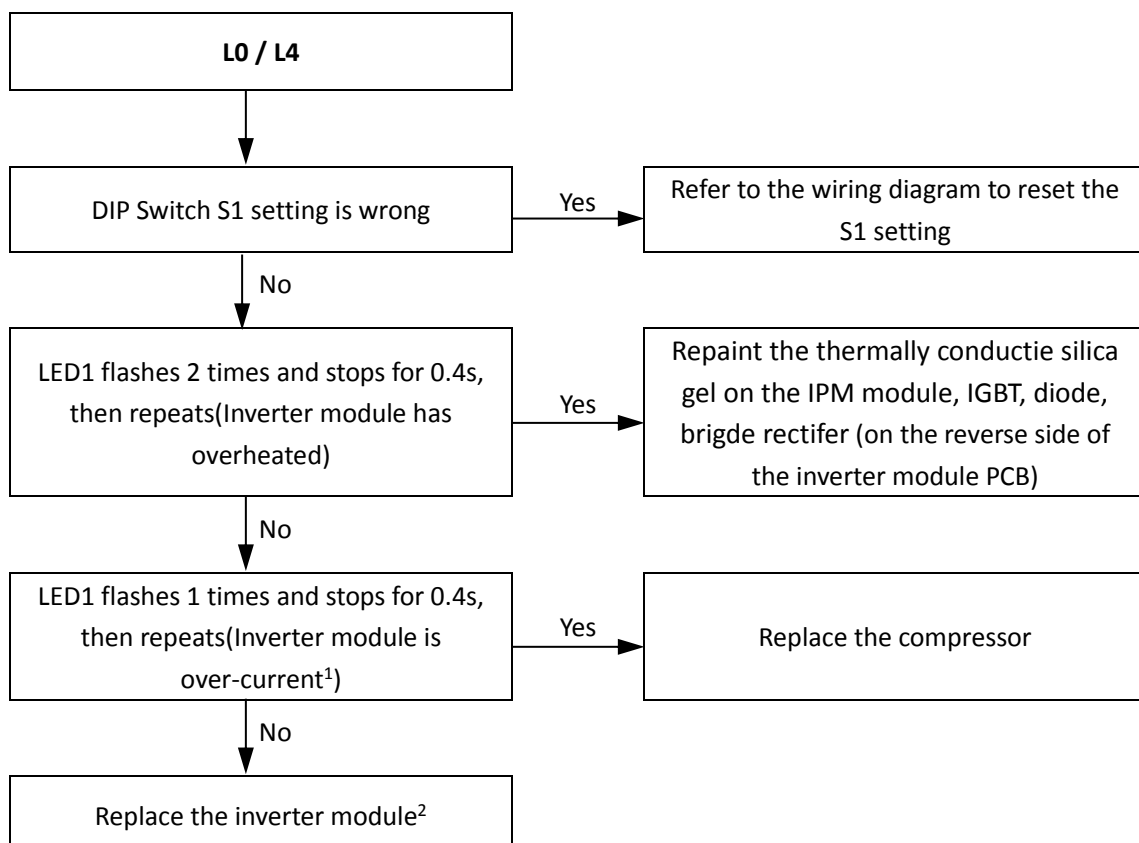 L0 / L4
DIP Switch S1 setting is wrong
Yes
Refer to the wiring diagram to reset the
S1 setting
No
LED1 flashes 2 times and stops for 0.4s,
then repeats(Inverter module has
overheated)
Yes
Repaint the thermally conductie silica
gel on the IPM module, IGBT, diode,
brigde rectifer (on the reverse side of
the inverter module PCB)
No
LED1 flashes 1 times and stops for 0.4s,
then repeats(Inverter module is
over-current¹)
Yes
Replace the compressor
No
Replace the inverter module²